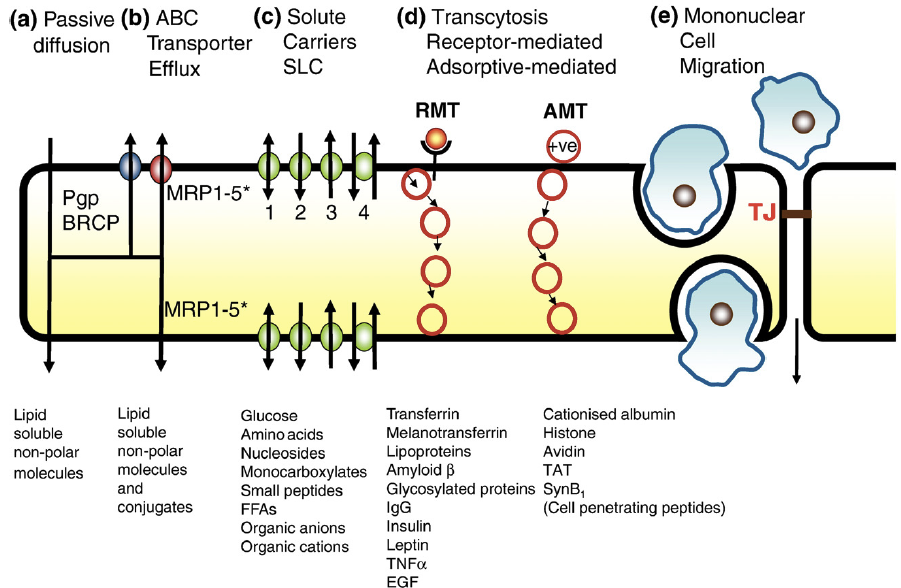 (a) Passive
diffusion
(b) ABC
Transporter
Efflux
(c) Solute
Carriers
SLC
(d) Transcytosis
Receptor-mediated
Adsorptive-mediated
(e) Mononuclear
Cell
Migration
RMT
AMT
+ve
Pgp
BRCP
MRP1-5*
1 2 3 4
TJ
MRP1-5*
Lipid
soluble
non-polar
molecules
Lipid
soluble
non-polar
molecules
and
conjugates
Glucose
Amino acids
Nucleosides
Monocarboxylates
Small peptides
FFAs
Organic anions
Organic cations
Transferrin
Melanotransferrin
Lipoproteins
Amyloid β
Glycosylated proteins
IgG
Insulin
Leptin
TNFα
EGF
Cationised albumin
Histone
Avidin
TAT
SynB₁
(Cell penetrating peptides)